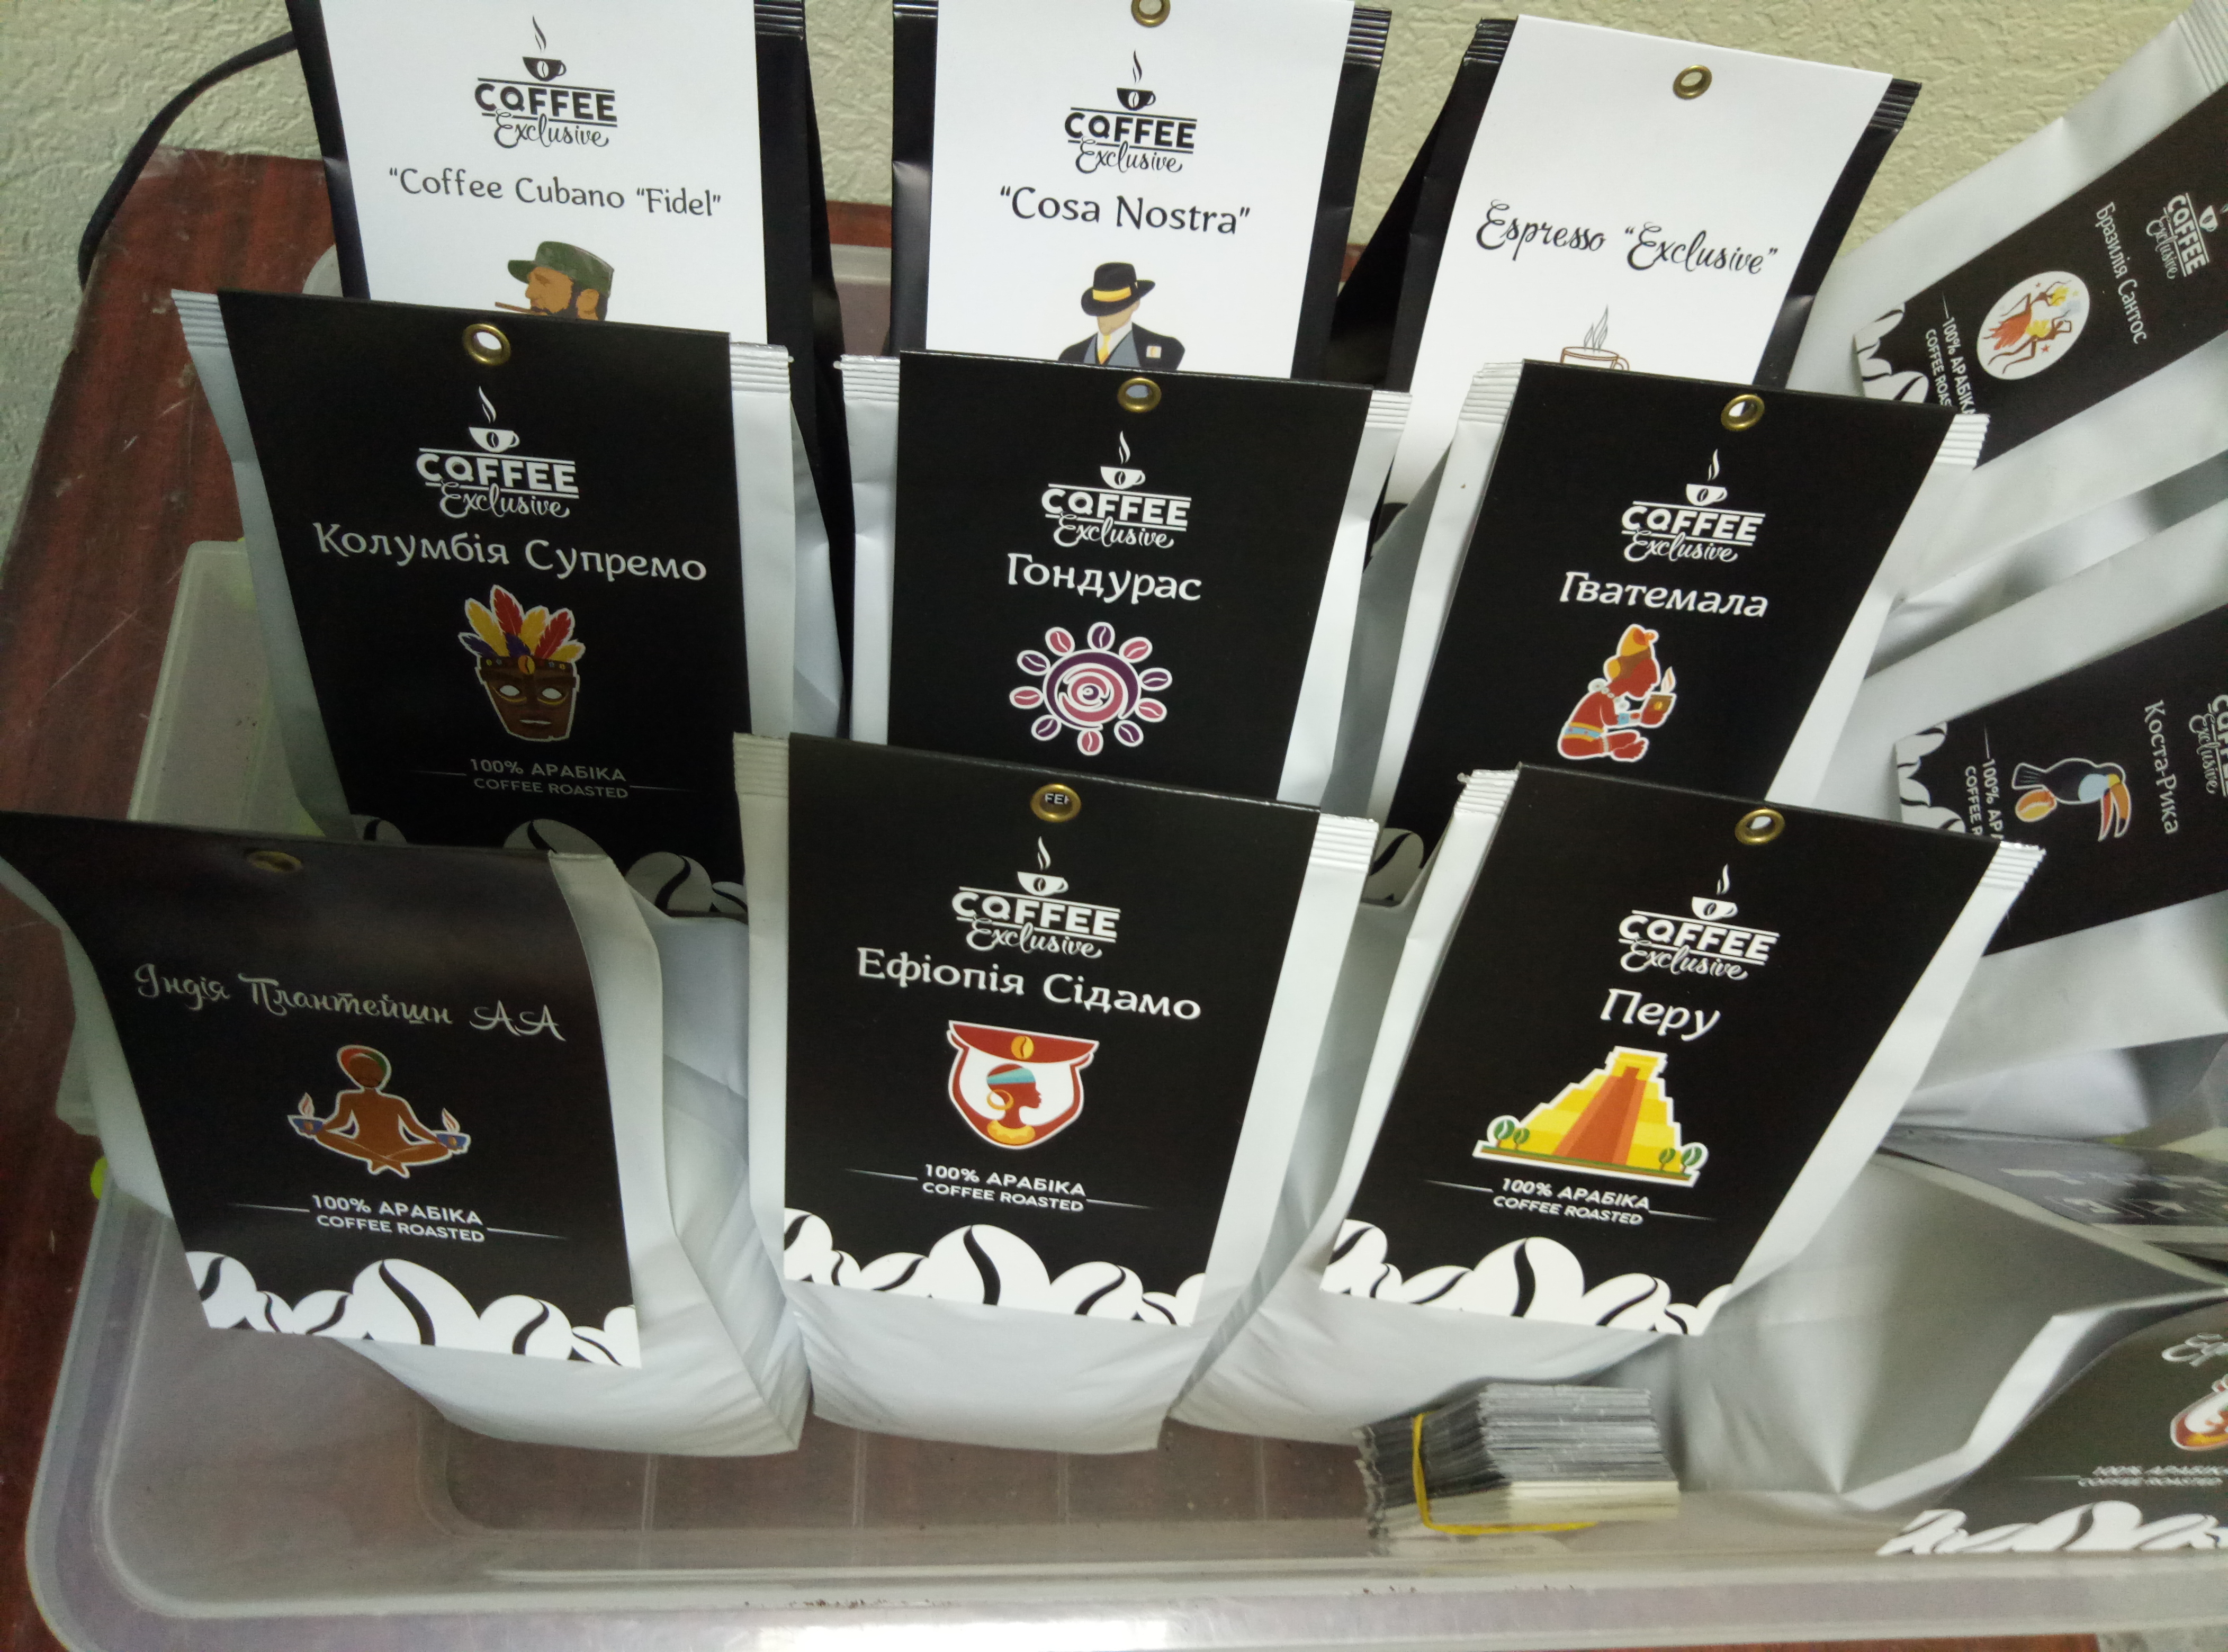 COFFEE
Exclusive
"Coffee Cubano "Fidel"
COFFEE
Exclusive
"Cosa Nostra"
Espresso "Exclusive"
COFFEE
Exclusive
Бразилія Сантос
100% АРАБІКА
COFFEE
COFFEE
Exclusive
Колумбія Супремо
100% АРАБІКА
COFFEE ROASTED
COFFEE
Exclusive
Гондурас
COFFEE
Exclusive
Гватемала
Exclusive
Коста-Рика
100%
COFFEE
Індія Плантейшн АА
100% АРАБІКА
COFFEE ROASTED
COFFEE
Exclusive
Ефіопія Сідамо
100% АРАБІКА
COFFEE ROASTED
COFFEE
Exclusive
Перу
100% АРАБІКА
COFFEE ROASTED
100% АРАБІКА
COFFEE ROASTED